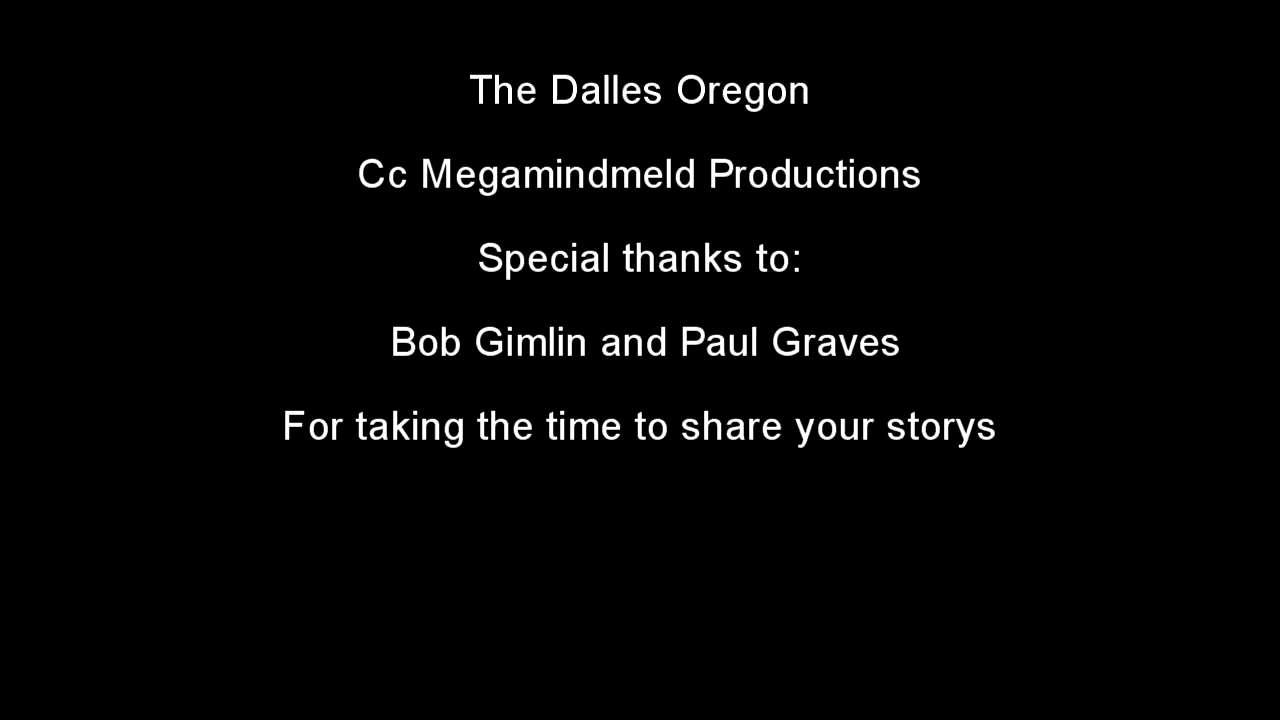 The Dalles Oregon
Cc Megamindmeld Productions
Special thanks to:
Bob Gimlin and Paul Graves
For taking the time to share your storys